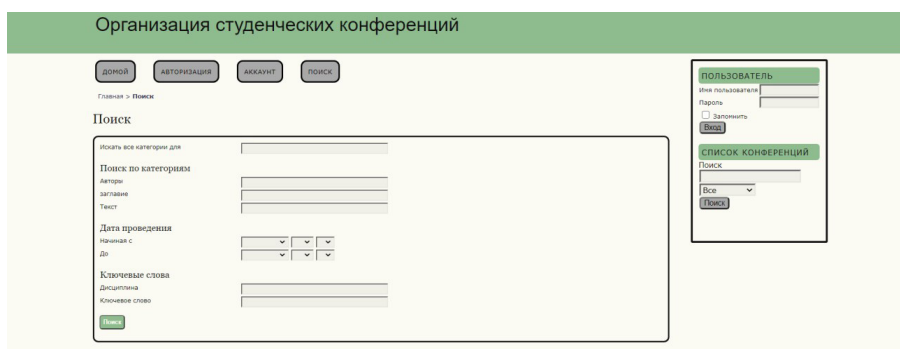 Организация студенческих конференций
ДОМОЙ
АВТОРИЗАЦИЯ
АККАУНТ
ПОИСК
Главная > Поиск
Поиск
Искать все категории для
Поиск по категориям
Авторы
заглавие
Текст
Дата проведения
Начиная с
До
Ключевые слова
Дисциплина
Ключевое слово
Поиск
ПОЛЬЗОВАТЕЛЬ
Имя пользователя
Пароль
Запомнить
Вход
СПИСОК КОНФЕРЕНЦИЙ
Поиск
Все
Поиск